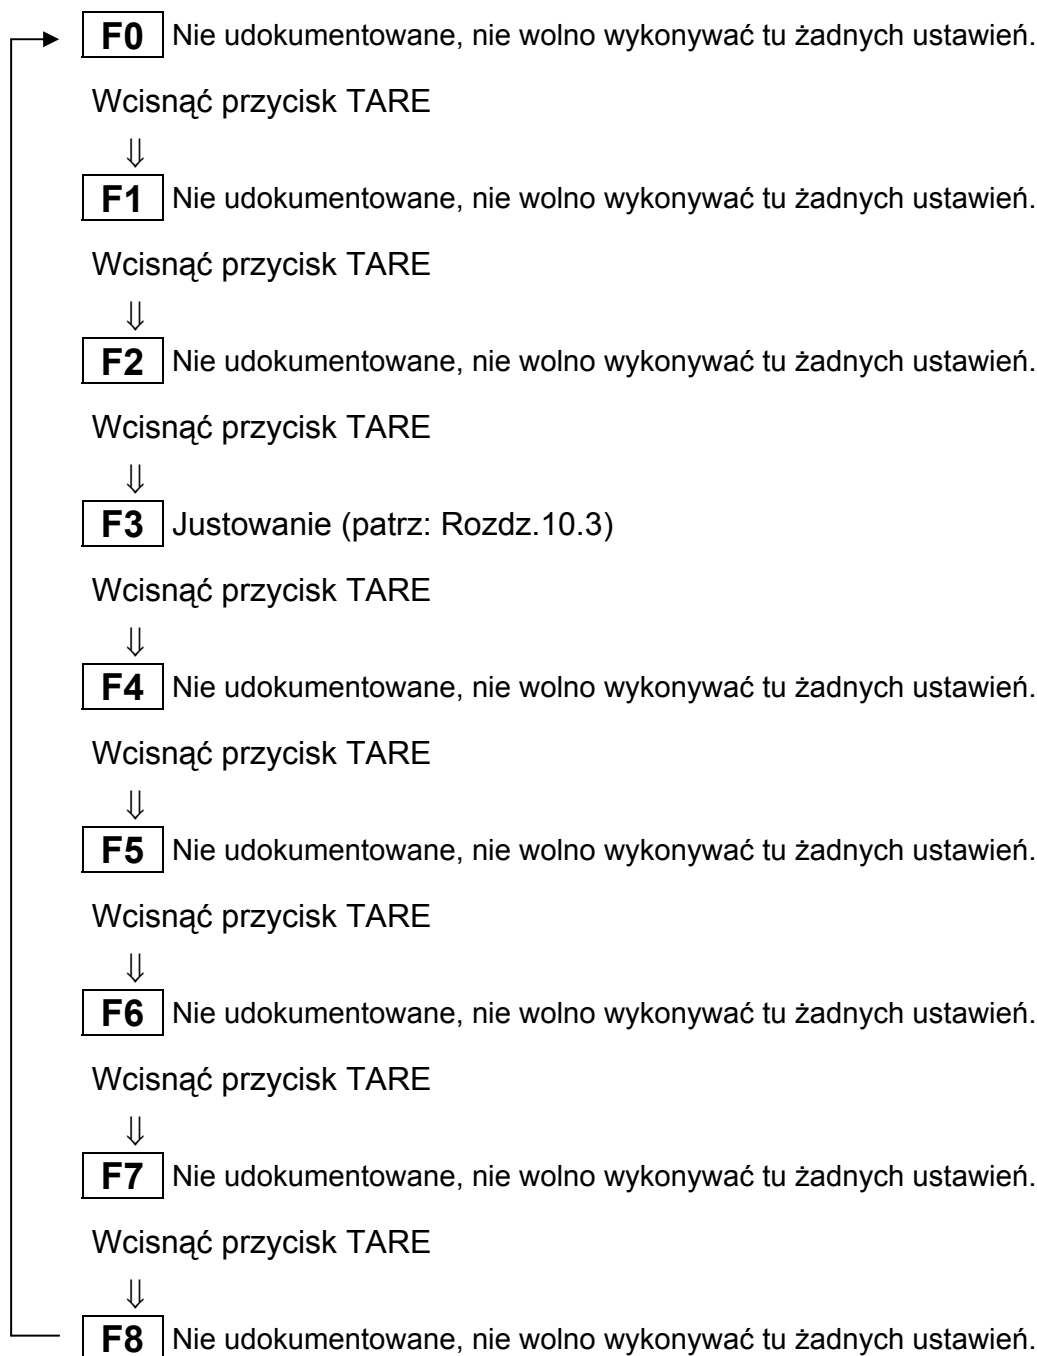 F0 Nie udokumentowane, nie wolno wykonywać tu żadnych ustawień.
Wcisnąć przycisk TARE
⇓
F1 Nie udokumentowane, nie wolno wykonywać tu żadnych ustawień.
Wcisnąć przycisk TARE
⇓
F2 Nie udokumentowane, nie wolno wykonywać tu żadnych ustawień.
Wcisnąć przycisk TARE
⇓
F3 Justowanie (patrz: Rozdz.10.3)
Wcisnąć przycisk TARE
⇓
F4 Nie udokumentowane, nie wolno wykonywać tu żadnych ustawień.
Wcisnąć przycisk TARE
⇓
F5 Nie udokumentowane, nie wolno wykonywać tu żadnych ustawień.
Wcisnąć przycisk TARE
⇓
F6 Nie udokumentowane, nie wolno wykonywać tu żadnych ustawień.
Wcisnąć przycisk TARE
⇓
F7 Nie udokumentowane, nie wolno wykonywać tu żadnych ustawień.
Wcisnąć przycisk TARE
⇓
F8 Nie udokumentowane, nie wolno wykonywać tu żadnych ustawień.